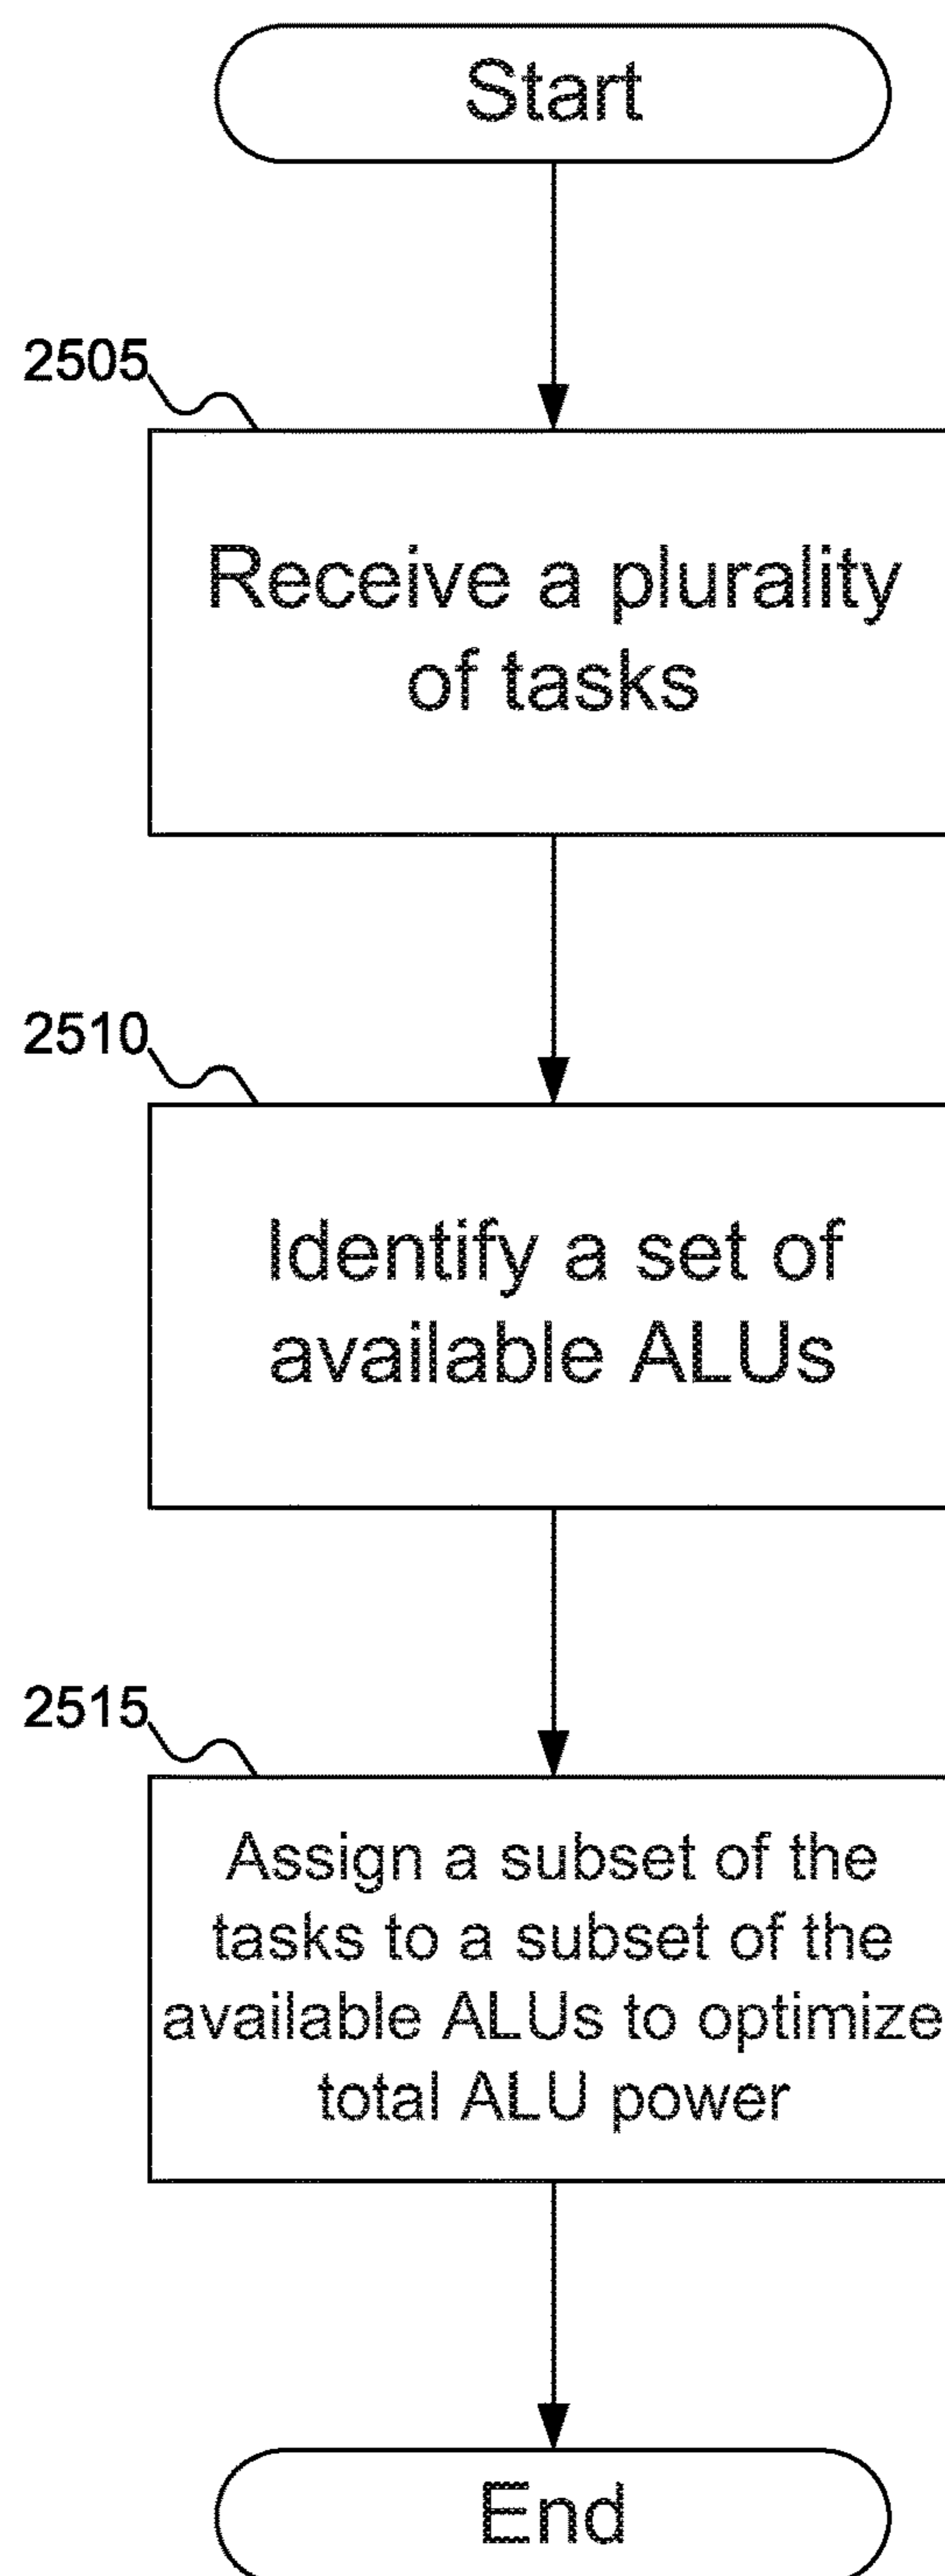 Start
2505
Receive a plurality
of tasks
2510
Identify a set of
available ALUs
2515
Assign a subset of the
tasks to a subset of the
available ALUs to optimize
total ALU power
End